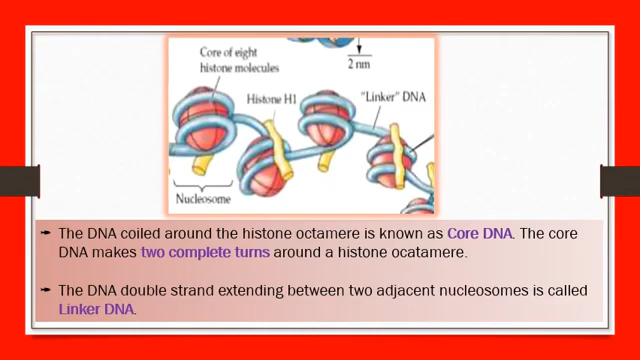 Core of eight
histone molecules
2 nm
Histone H1
"Linker" DNA
Nucleosome
➨ The DNA coiled around the histone octamere is known as Core DNA. The core
DNA makes two complete turns around a histone ocatamere.
➨ The DNA double strand extending between two adjacent nucleosomes is called
Linker DNA.